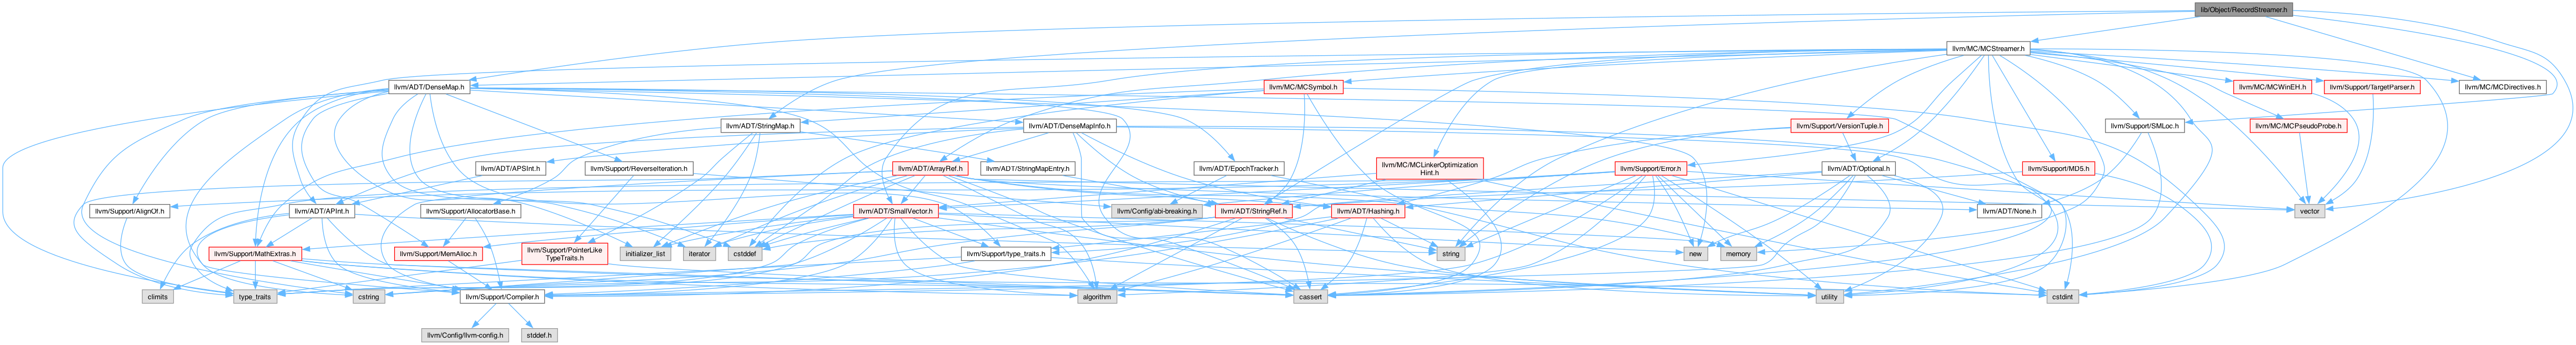 lib/Object/RecordStreamer.h
llvm/MC/MCStreamer.h
llvm/ADT/DenseMap.h
llvm/MC/MCSymbol.h
llvm/MC/MCWinEH.h
llvm/Support/TargetParser.h
llvm/MC/MCDirectives.h
llvm/ADT/StringMap.h
llvm/ADT/DenseMapInfo.h
llvm/Support/VersionTuple.h
llvm/Support/SMLoc.h
llvm/MC/MCPseudoProbe.h
llvm/ADT/APSInt.h
llvm/Support/ReverseIteration.h
llvm/ADT/ArrayRef.h
llvm/ADT/StringMapEntry.h
llvm/ADT/EpochTracker.h
llvm/MC/MCLinkerOptimization
Hint.h
llvm/Support/Error.h
llvm/ADT/Optional.h
llvm/Support/MD5.h
llvm/Support/AlignOf.h
llvm/ADT/APInt.h
llvm/Support/AllocatorBase.h
llvm/ADT/SmallVector.h
llvm/Config/abi-breaking.h
llvm/ADT/StringRef.h
llvm/ADT/Hashing.h
llvm/ADT/None.h
vector
llvm/Support/MathExtras.h
llvm/Support/MemAlloc.h
llvm/Support/PointerLike
TypeTraits.h
initializer_list
iterator
cstddef
llvm/Support/type_traits.h
string
new
memory
climits
type_traits
cstring
llvm/Support/Compiler.h
algorithm
cassert
utility
cstdint
llvm/Config/llvm-config.h
stddef.h